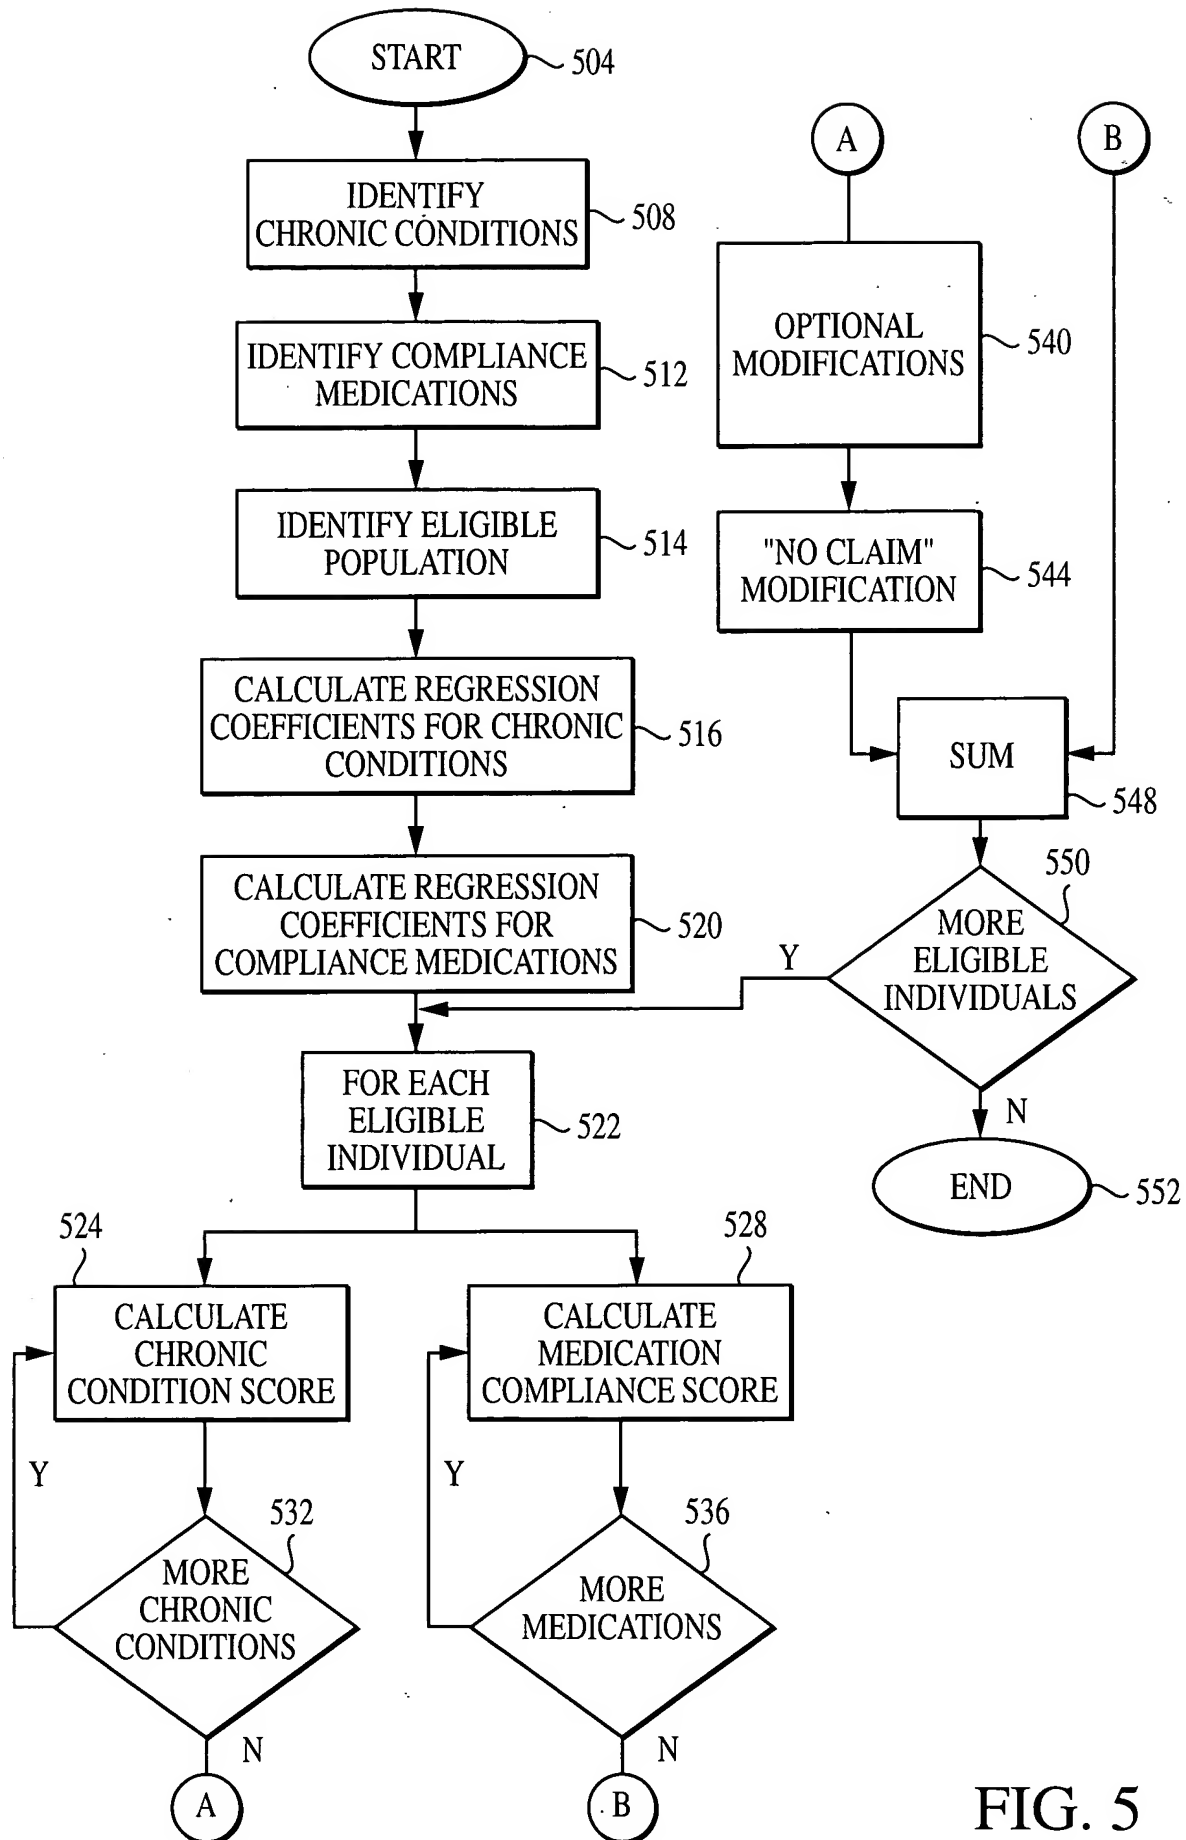 START
504
IDENTIFY
CHRONIC CONDITIONS
508
IDENTIFY COMPLIANCE
MEDICATIONS
512
IDENTIFY ELIGIBLE
POPULATION
514
CALCULATE REGRESSION
COEFFICIENTS FOR CHRONIC
CONDITIONS
516
CALCULATE REGRESSION
COEFFICIENTS FOR
COMPLIANCE MEDICATIONS
520
FOR EACH
ELIGIBLE
INDIVIDUAL
522
524
CALCULATE
CHRONIC
CONDITION SCORE
Y
532
MORE
CHRONIC
CONDITIONS
N
A
528
CALCULATE
MEDICATION
COMPLIANCE SCORE
Y
536
MORE
MEDICATIONS
N
B
A
B
OPTIONAL
MODIFICATIONS
540
"NO CLAIM"
MODIFICATION
544
SUM
548
550
MORE
ELIGIBLE
INDIVIDUALS
Y
N
END
552
FIG. 5